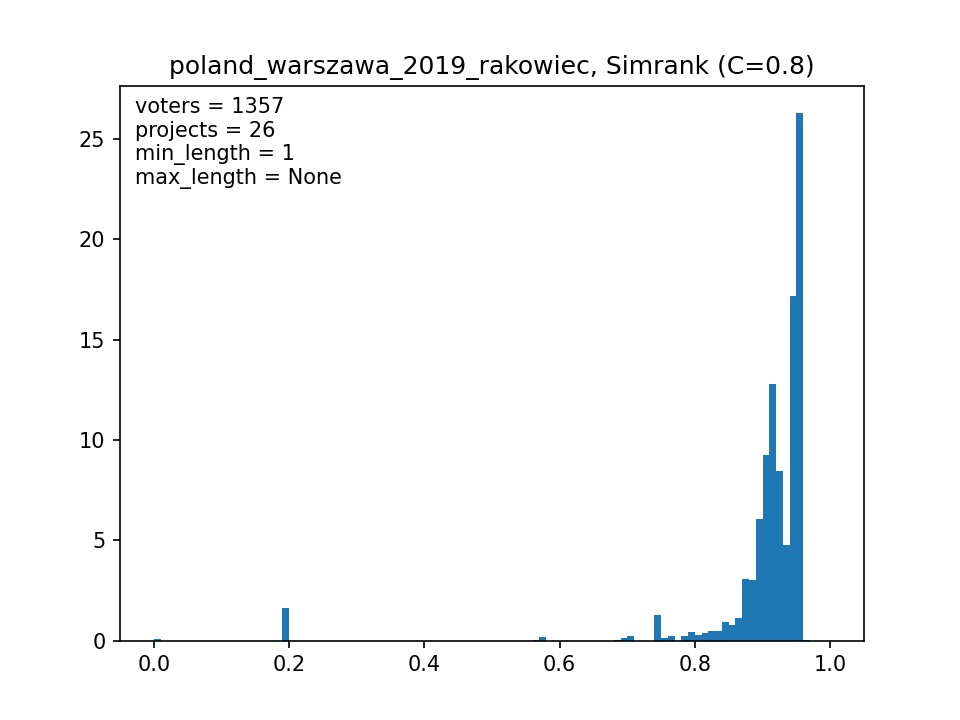 poland_warszawa_2019_rakowiec, Simrank (C=0.8)
voters = 1357
projects = 26
min_length = 1
max_length = None
25
20
15
10
5
0
0.0 0.2 0.4 0.6 0.8 1.0